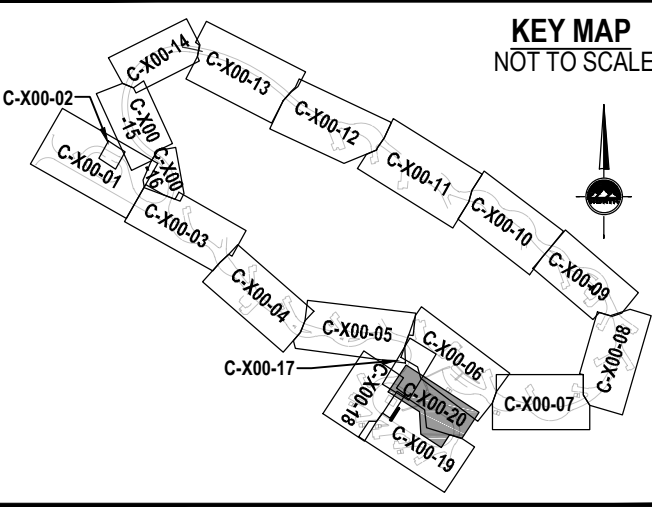 KEY MAP
NOT TO SCALE
C-X00-14
C-X00-13
C-X00-02
C-X00
-15
C-X00-12
C-X00
-16
C-X00-01
C-X00-11
C-X00-03
C-X00-10
C-X00-09
C-X00-04
C-X00-05
C-X00-06
C-X00-08
C-X00-17
C-X00-18
C-X00-20
C-X00-07
C-X00-19